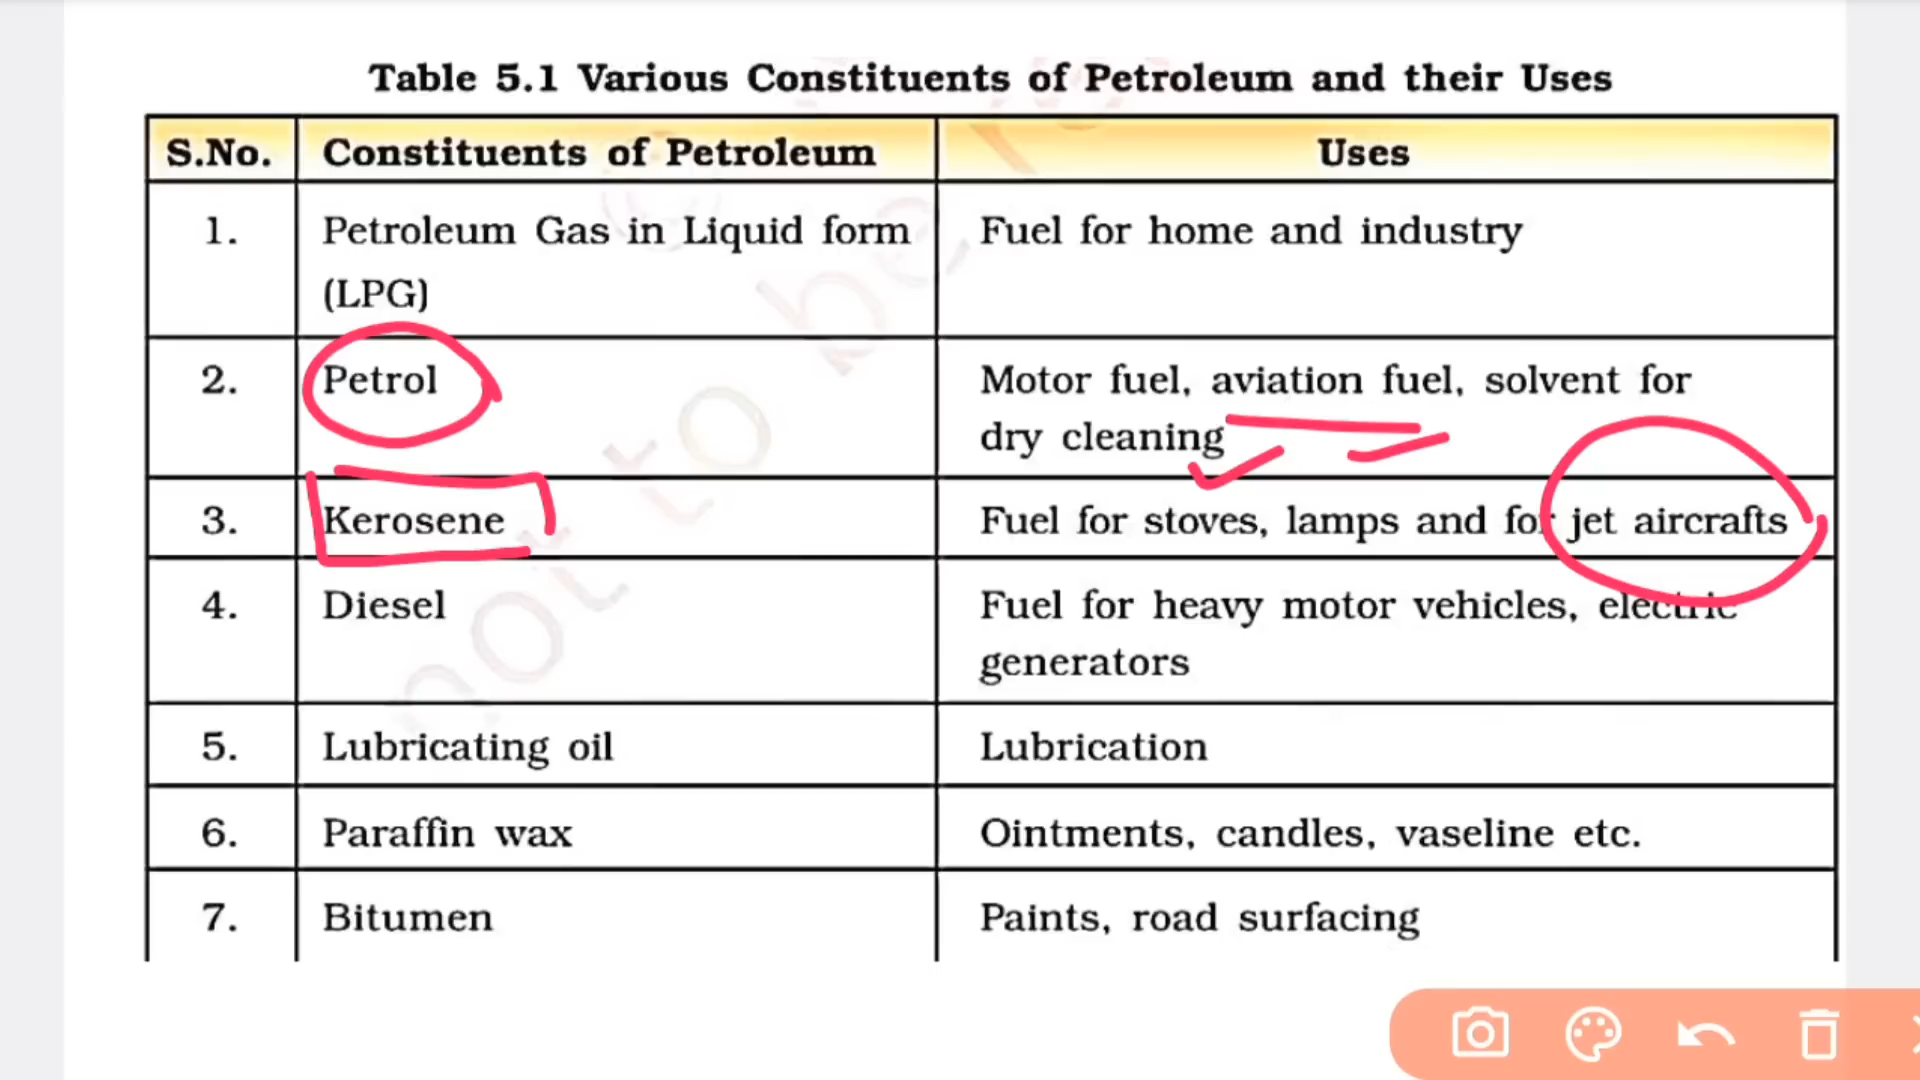 Table 5.1 Various Constituents of Petroleum and their Uses
S.No. Constituents of Petroleum Uses
1. Petroleum Gas in Liquid form Fuel for home and industry
(LPG)
2. Petrol Motor fuel, aviation fuel, solvent for
dry cleaning
3. Kerosene Fuel for stoves, lamps and for jet aircrafts
4. Diesel Fuel for heavy motor vehicles, electric
generators
5. Lubricating oil Lubrication
6. Paraffin wax Ointments, candles, vaseline etc.
7. Bitumen Paints, road surfacing
not to be